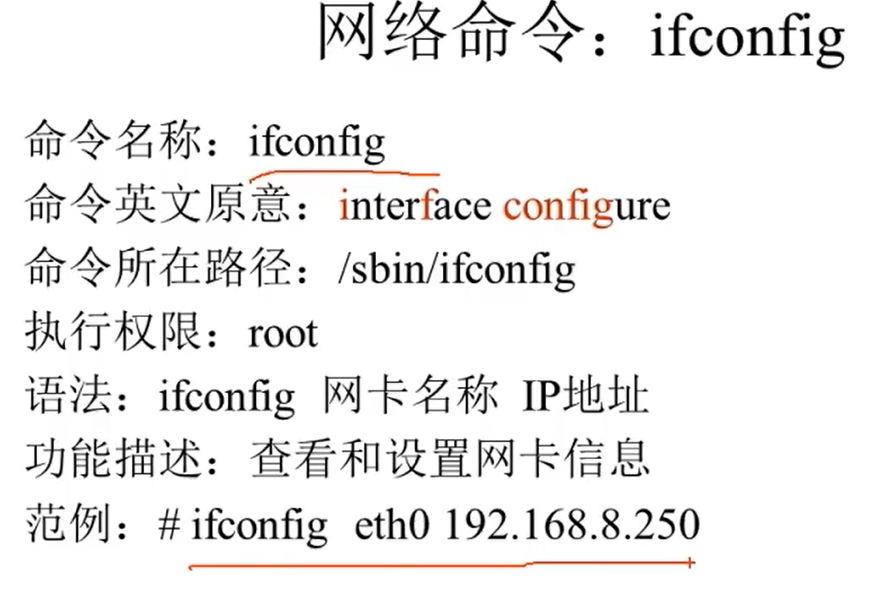 网络命令：ifconfig
命令名称：ifconfig
命令英文原意：interface configure
命令所在路径：/sbin/ifconfig
执行权限：root
语法：ifconfig 网卡名称 IP地址
功能描述：查看和设置网卡信息
范例：# ifconfig eth0 192.168.8.250